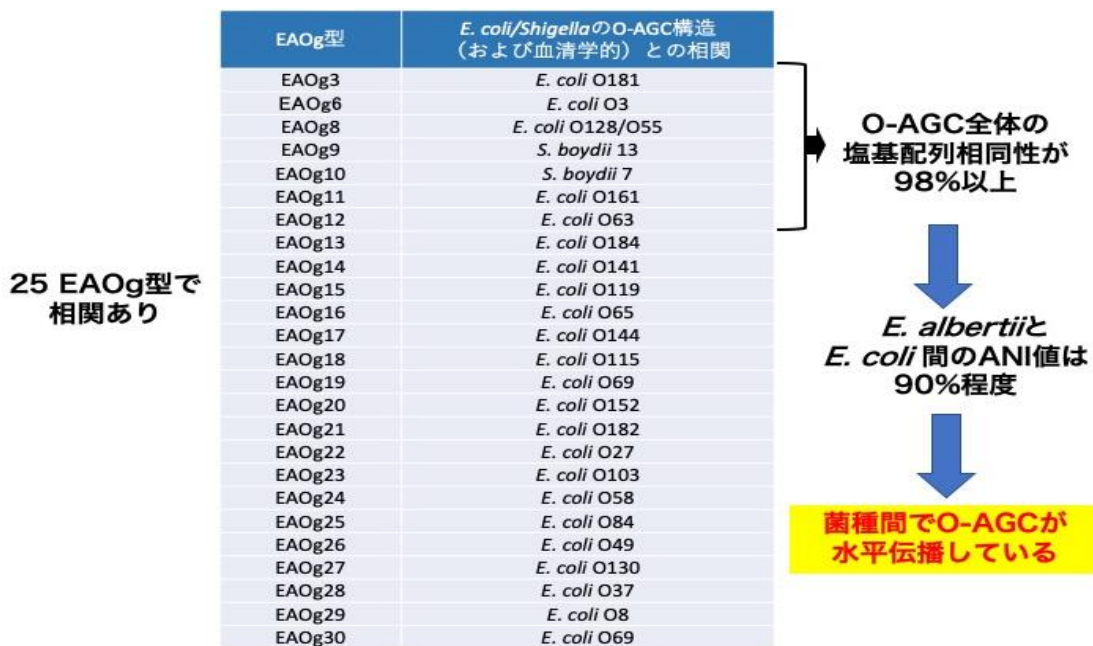 25 EAOg型で
相関あり
EAOg型 E. coli/ShigellaのO-AGC構造
（および血清学的）との相関
EAOg3 E. coli O181
EAOg6 E. coli O3
EAOg8 E. coli O128/O55
EAOg9 S. boydii 13
EAOg10 S. boydii 7
EAOg11 E. coli O161
EAOg12 E. coli O63
EAOg13 E. coli O184
EAOg14 E. coli O141
EAOg15 E. coli O119
EAOg16 E. coli O65
EAOg17 E. coli O144
EAOg18 E. coli O115
EAOg19 E. coli O69
EAOg20 E. coli O152
EAOg21 E. coli O182
EAOg22 E. coli O27
EAOg23 E. coli O103
EAOg24 E. coli O58
EAOg25 E. coli O84
EAOg26 E. coli O49
EAOg27 E. coli O130
EAOg28 E. coli O37
EAOg29 E. coli O8
EAOg30 E. coli O69
O-AGC全体の
塩基配列相同性が
98%以上
E. albertiiと
E. coli 間のANI値は
90%程度
菌種間でO-AGCが
水平伝播している